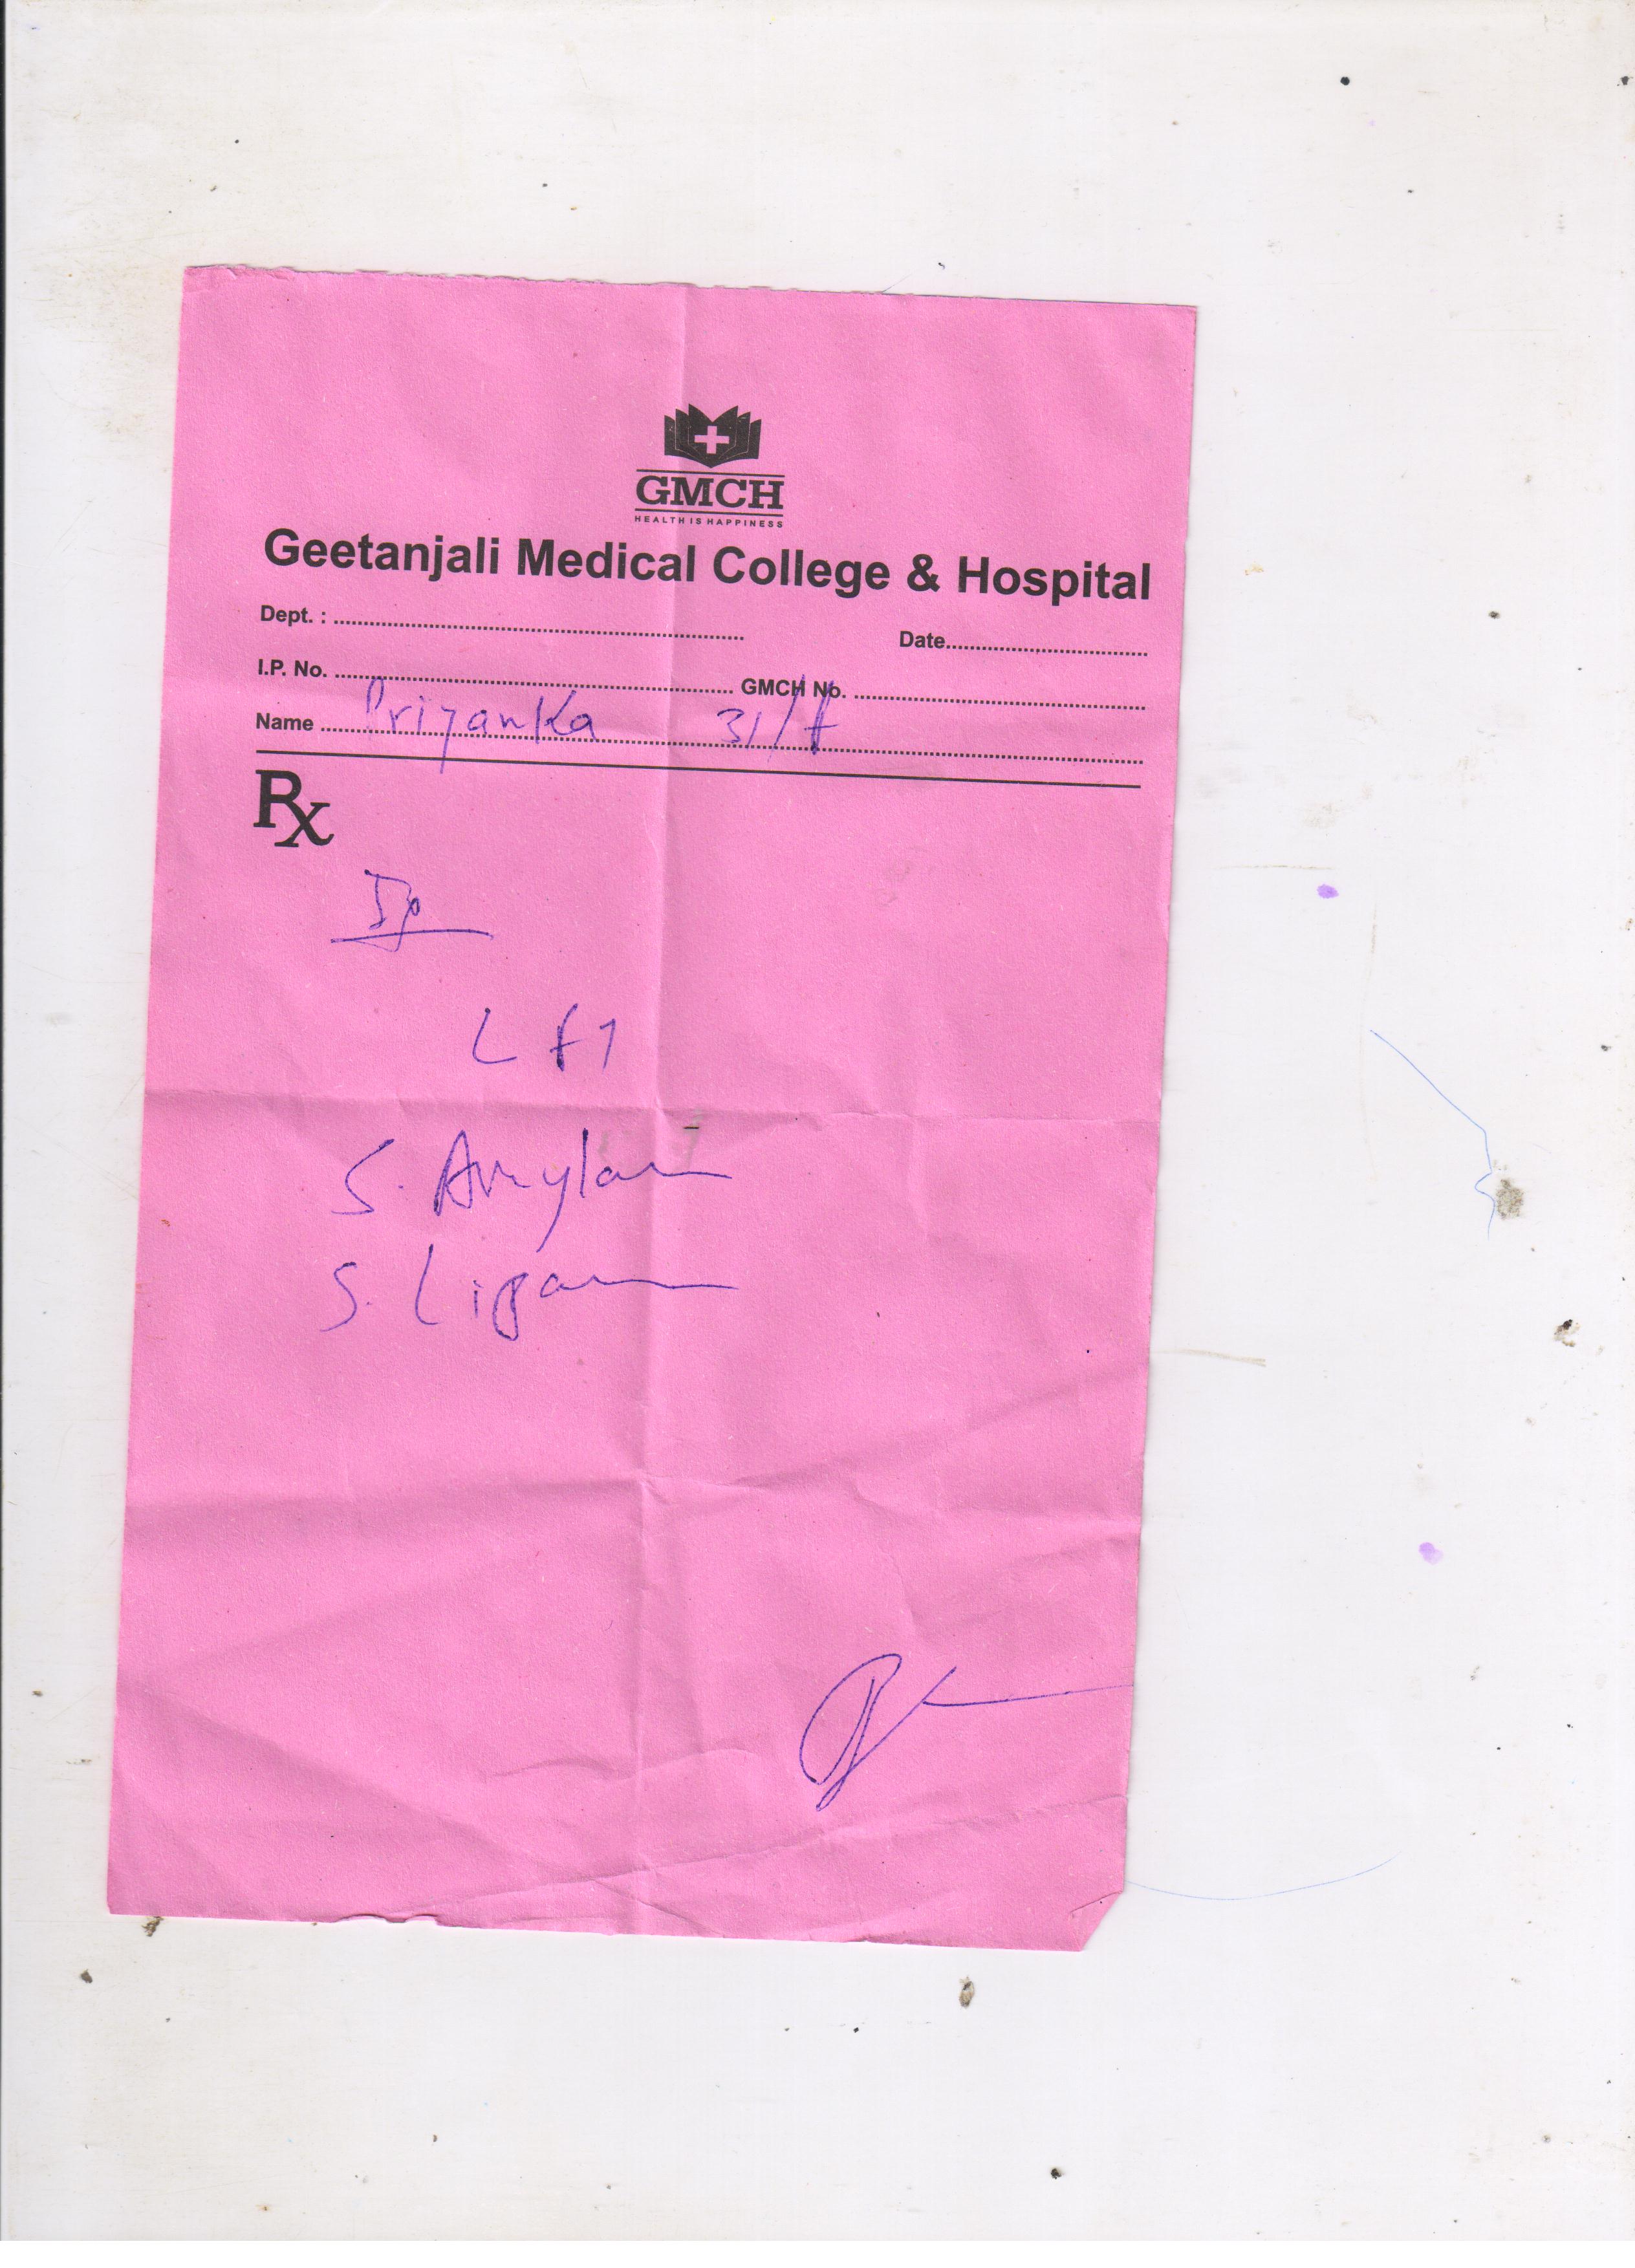 GMCH
HEALTH IS HAPPINESS
Geetanjali Medical College & Hospital
Dept. : ........................ Date........................
I.P. No. ........................ GMCH No. ........................
Name Priyanka 31/f
Rx
LFT
S. Amylase
S. Lipase